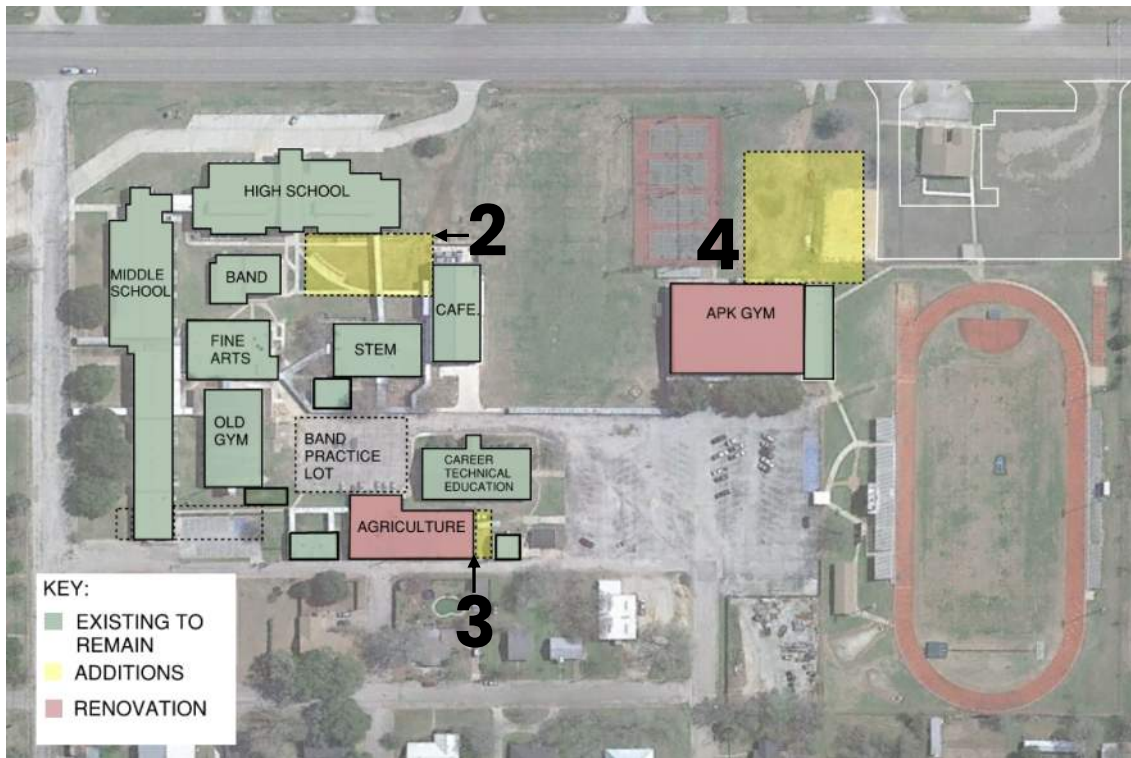 HIGH SCHOOL
MIDDLE
SCHOOL
BAND
2
CAFE.
4
APK GYM
FINE
ARTS
STEM
OLD
GYM
BAND
PRACTICE
LOT
CAREER
TECHNICAL
EDUCATION
AGRICULTURE
3
KEY:
EXISTING TO
REMAIN
ADDITIONS
RENOVATION